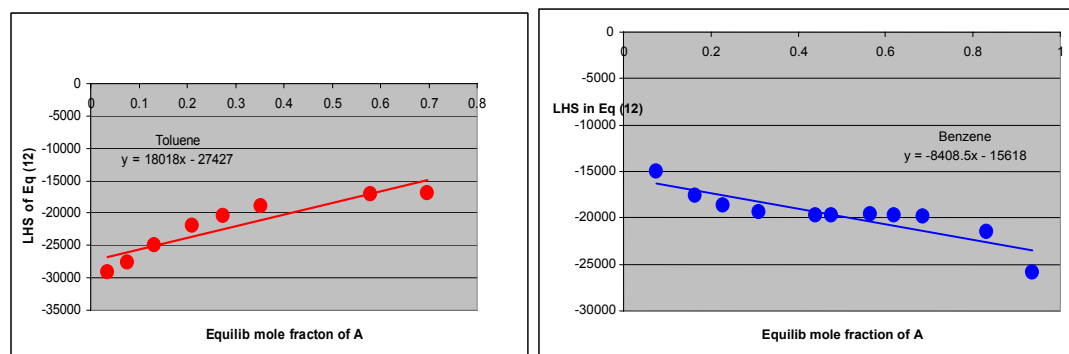 0
-5000
-10000
-15000
-20000
-25000
-30000
-35000
0 0.1 0.2 0.3 0.4 0.5 0.6 0.7 0.8
Toluene
y = 18018x - 27427
LHS of Eq (12)
Equilib mole fracton of A
0
-5000
-10000
-15000
-20000
-25000
-30000
0 0.2 0.4 0.6 0.8 1
LHS in Eq (12)
Benzene
y = -8408.5x - 15618
Equilib mole fraction of A